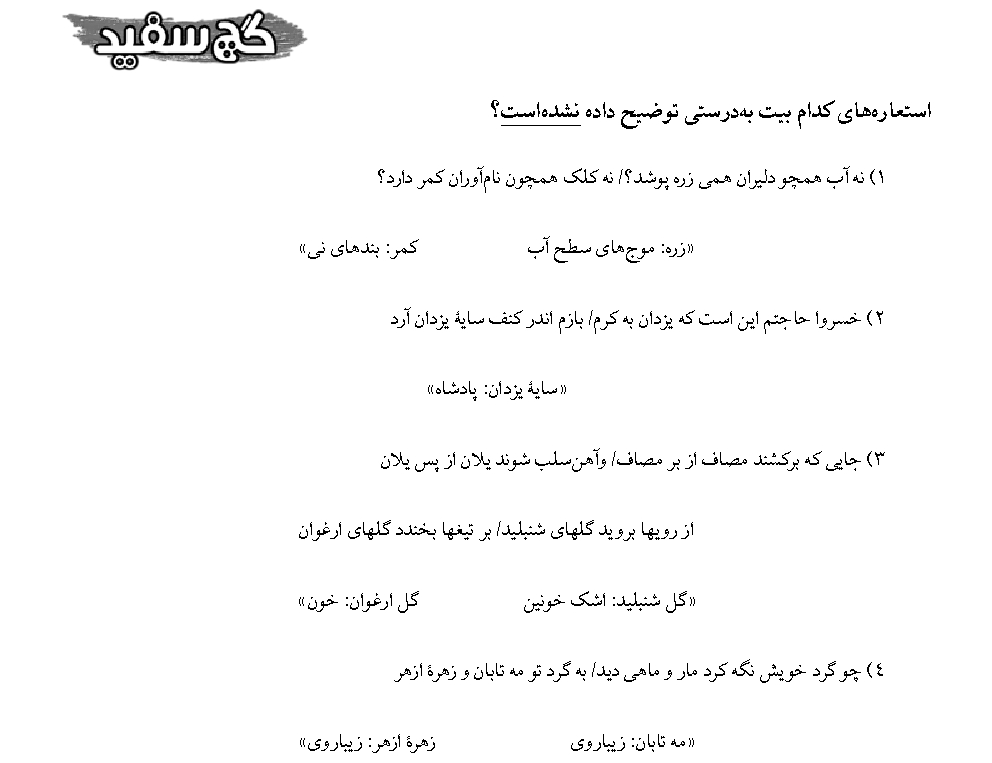 گچ سفید
استعاره‌های کدام بیت به‌درستی توضیح داده نشده‌است؟
۱) نه آب همچو دلیران همی زره پوشد؟/ نه کلک همچون نام‌آوران کمر دارد؟
«زره: موج‌های سطح آب کمر: بندهای نی»
۲) خسروا حاجتم این است که یزدان به کرم/ بازم اندر کنف سایهٔ یزدان آرد
«سایهٔ یزدان: پادشاه»
۳) جایی که برکشند مصاف از بر مصاف/ وآهن‌سلب شوند یلان از پس یلان
از رویها بروید گلهای شنبلید/ بر تیغها بخندد گلهای ارغوان
«گل شنبلید: اشک خونین گل ارغوان: خون»
۴) چو گرد خویش نگه کرد مار و ماهی دید/ به گرد تو مه تابان و زهرهٔ ازهر
«مه تابان: زیباروی زهرهٔ ازهر: زیباروی»